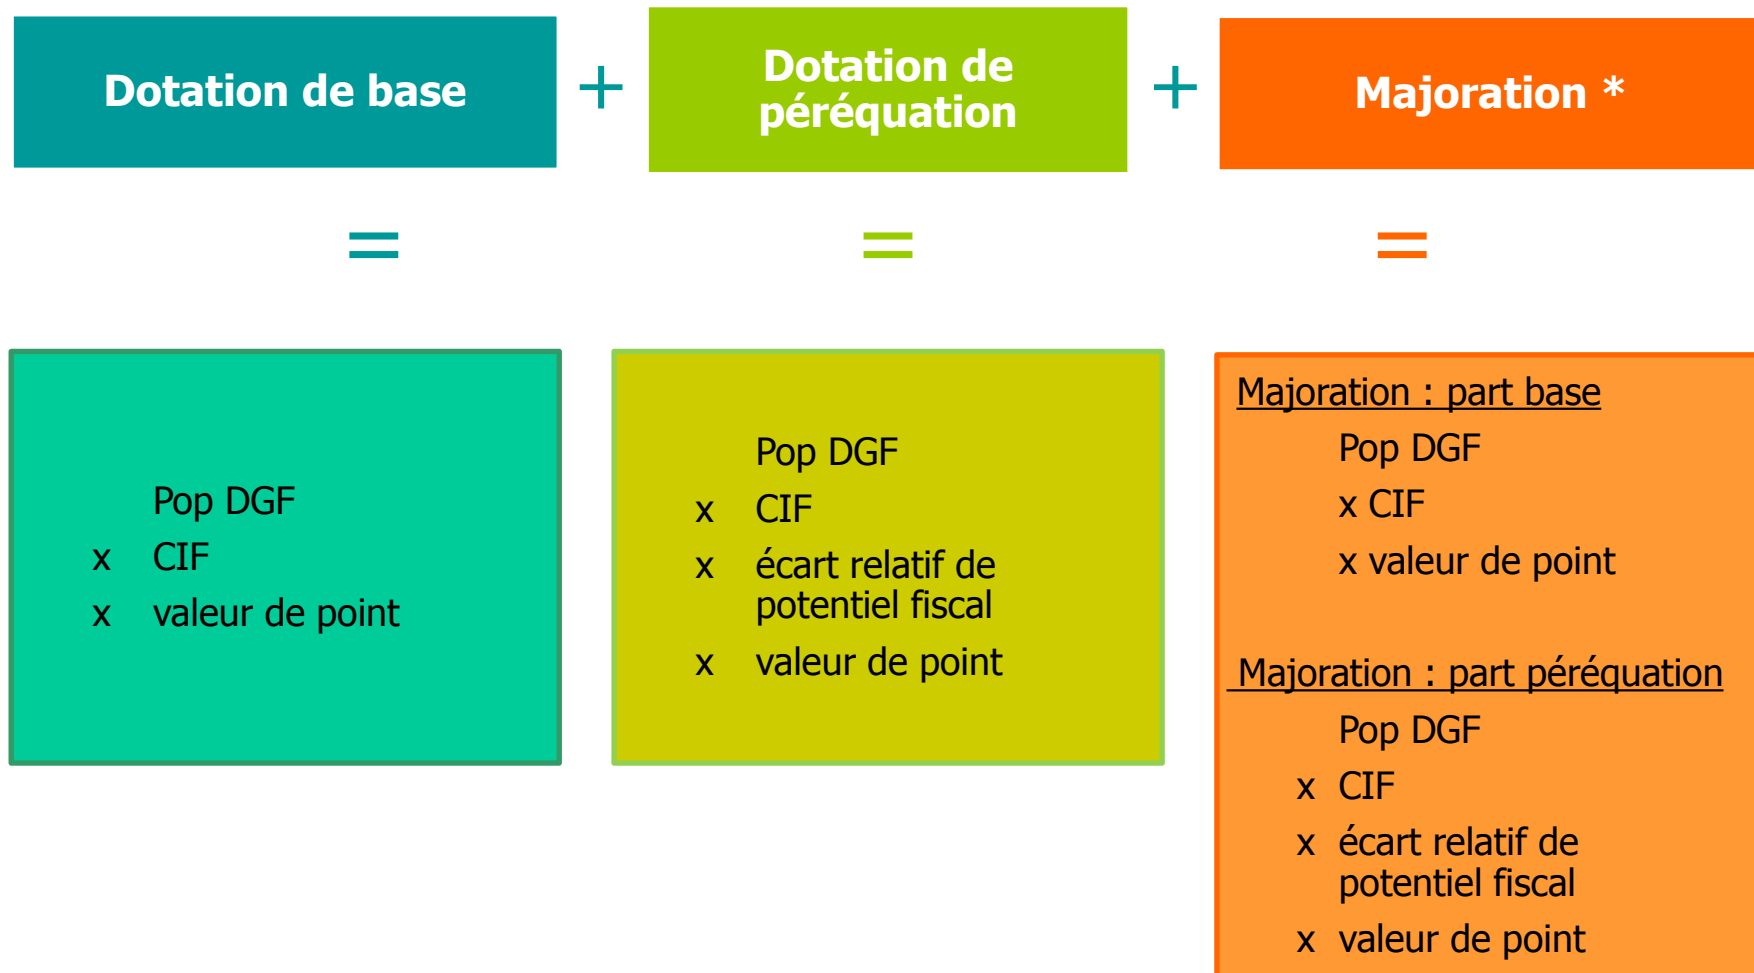 Dotation de base
+
Dotation de
péréquation
+
Majoration *
=
=
=
Pop DGF
x CIF
x valeur de point
Pop DGF
x CIF
x écart relatif de
potentiel fiscal
x valeur de point
Majoration : part base
Pop DGF
x CIF
x valeur de point
Majoration : part péréquation
Pop DGF
x CIF
x écart relatif de
potentiel fiscal
x valeur de point